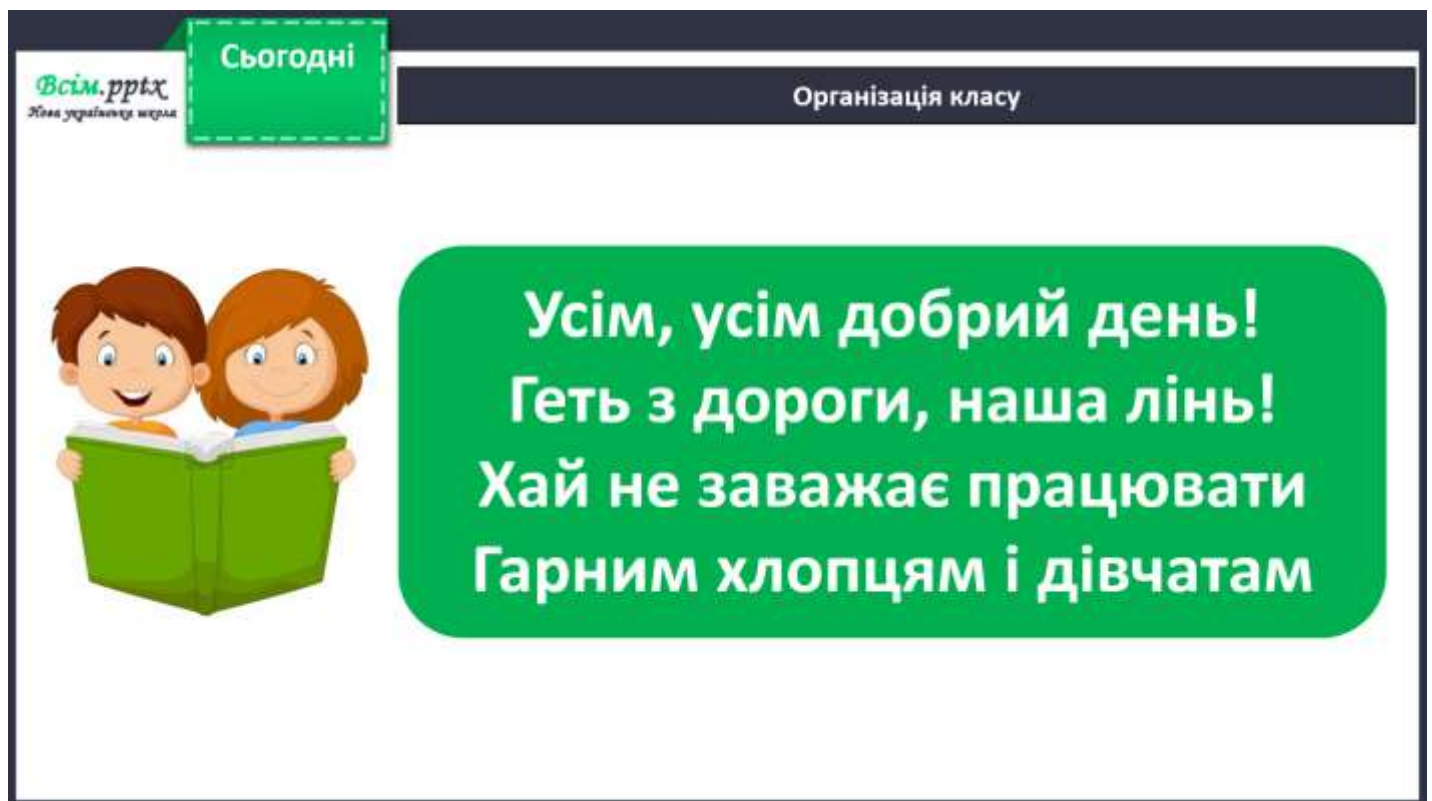 Сьогодні
Всім.pptx
Нова українська школа
Організація класу
Усім, усім добрий день!
Геть з дороги, наша лінь!
Хай не заважає працювати
Гарним хлопцям і дівчатам